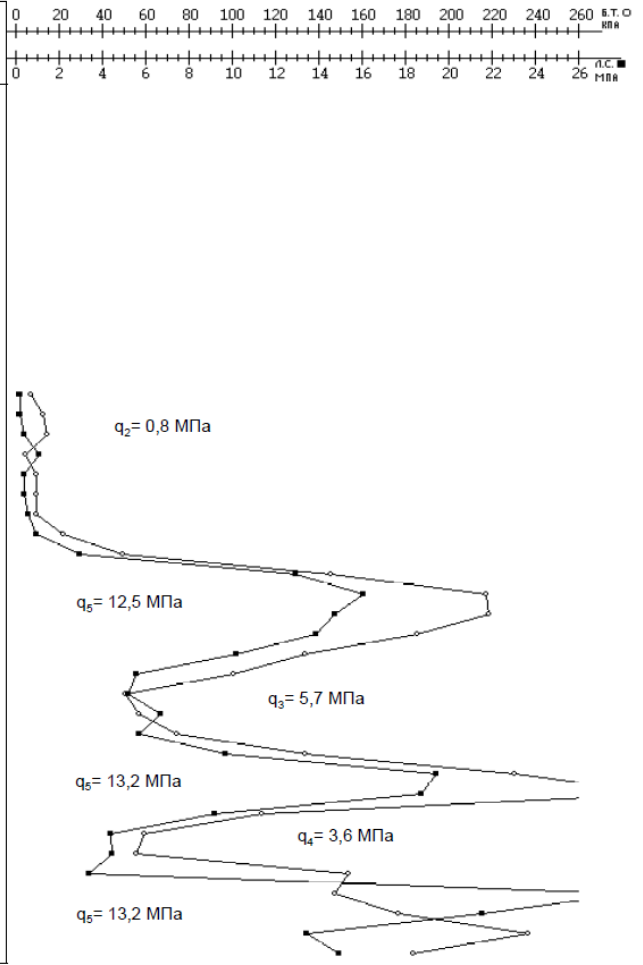 0 20 40 60 80 100 120 140 160 180 200 220 240 260 Б.Т. О
КПА
Л.С. ■
0 2 4 6 8 10 12 14 16 18 20 22 24 26 МПА
q₂= 0,8 МПа
q₅= 12,5 МПа
q₃= 5,7 МПа
q₅= 13,2 МПа
q₄= 3,6 МПа
q₅= 13,2 МПа